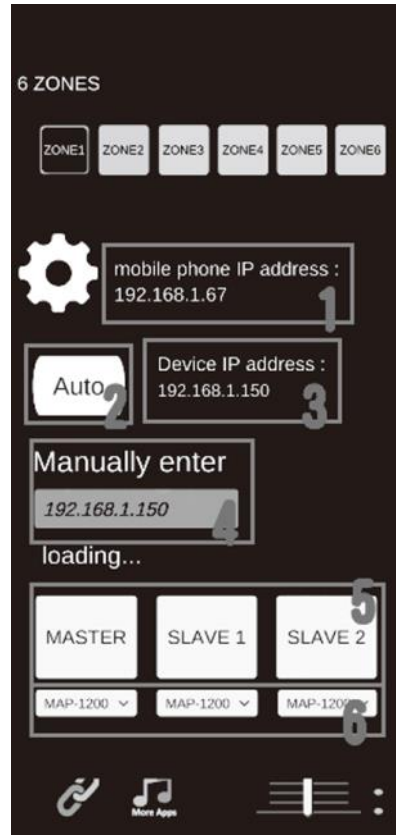 6 ZONES
ZONE1 ZONE2 ZONE3 ZONE4 ZONE5 ZONE6
mobile phone IP address :
192.168.1.67
1
Auto
2
Device IP address :
192.168.1.150
3
Manually enter
192.168.1.150
4
loading...
5
MASTER SLAVE 1 SLAVE 2
MAP-1200 MAP-1200 MAP-1200
6
More Apps